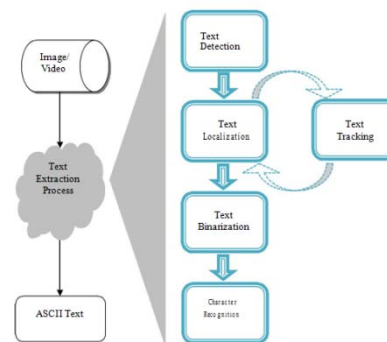 Image/
Video
Text
Extraction
Process
ASCII Text
Text
Detection
Text
Localization
Text
Tracking
Text
Binarization
Character
Recognition